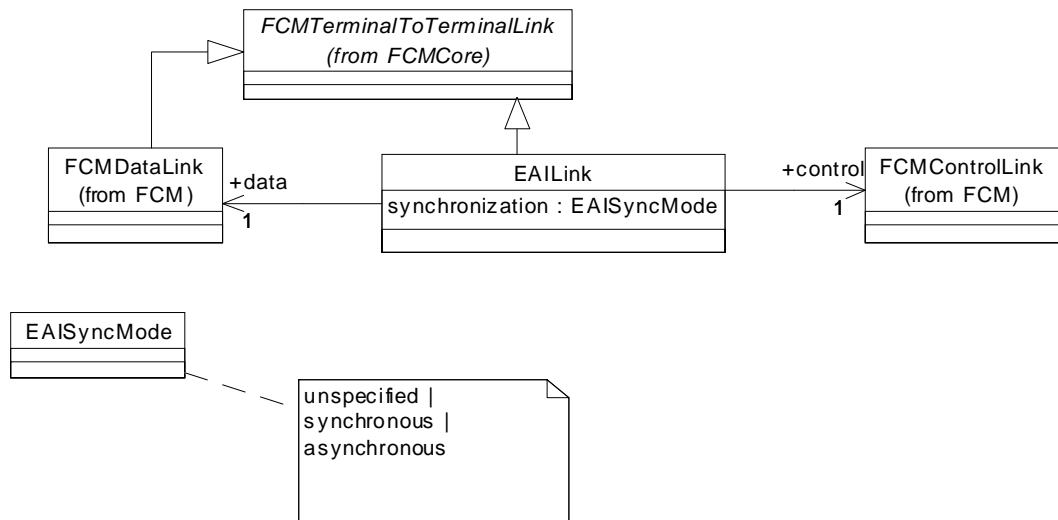 FCMTerminalToTerminalLink
(from FCMCore)
FCMDataLink
(from FCM)
+data
1
EAILink
synchronization : EAISyncMode
+control
1
FCMControlLink
(from FCM)
EAISyncMode
unspecified |
synchronous |
asynchronous